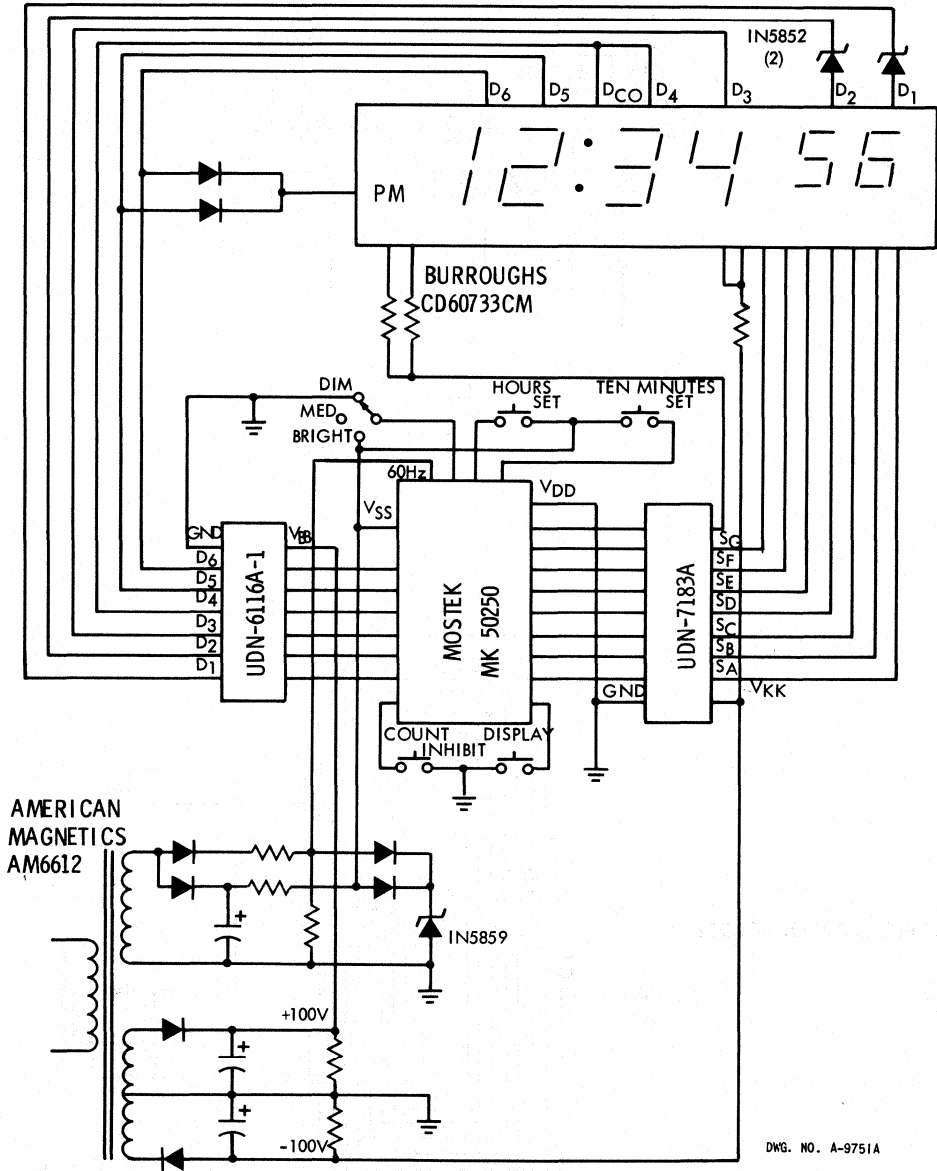 IN5852
(2)
D6 D5 DCO D4 D3 D2 D1
PM
12:34 56
BURROUGHS
CD60733CM
DIM
MED
BRIGHT
HOURS
SET
TEN MINUTES
SET
60Hz
VSS
VDD
GND
VBB
D6
D5
D4
D3
D2
D1
UDN-6116A-1
MOSTEK
MK 50250
UDN-7183A
SG
SF
SE
SD
SC
SB
SA
GND
VKK
COUNT DISPLAY
INHIBIT
AMERICAN
MAGNETICS
AM6612
+
IN5859
+100V
+
+
-100V
DWG. NO. A-9751A